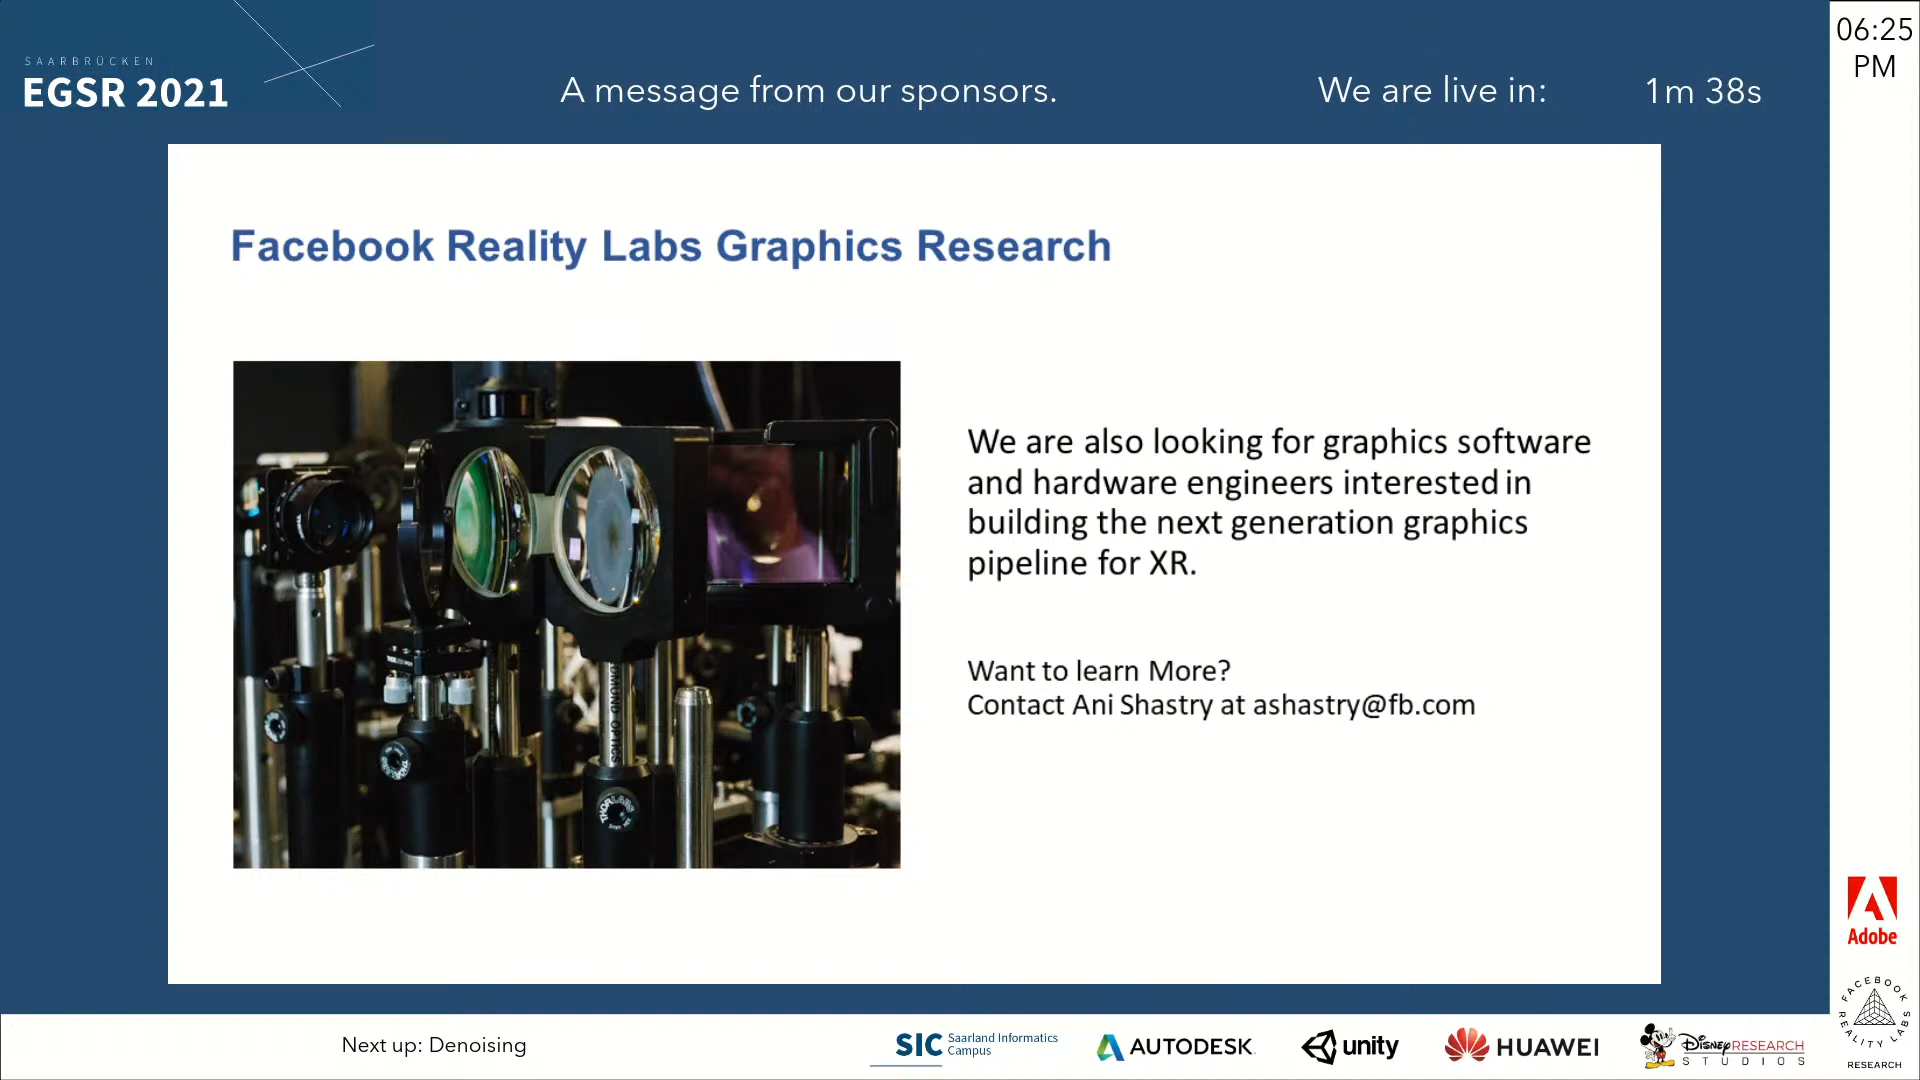 SAARBRÜCKEN
EGSR 2021
A message from our sponsors.
We are live in:
1m 38s
06:25
PM
Facebook Reality Labs Graphics Research
We are also looking for graphics software
and hardware engineers interested in
building the next generation graphics
pipeline for XR.
Want to learn More?
Contact Ani Shastry at ashastry@fb.com
EDMUND OPTICS
THORLABS
Adobe
FACEBOOK
REALITY LABS
RESEARCH
Next up: Denoising
SIC Saarland Informatics
Campus
AUTODESK
unity
HUAWEI
DISNEY RESEARCH
STUDIOS